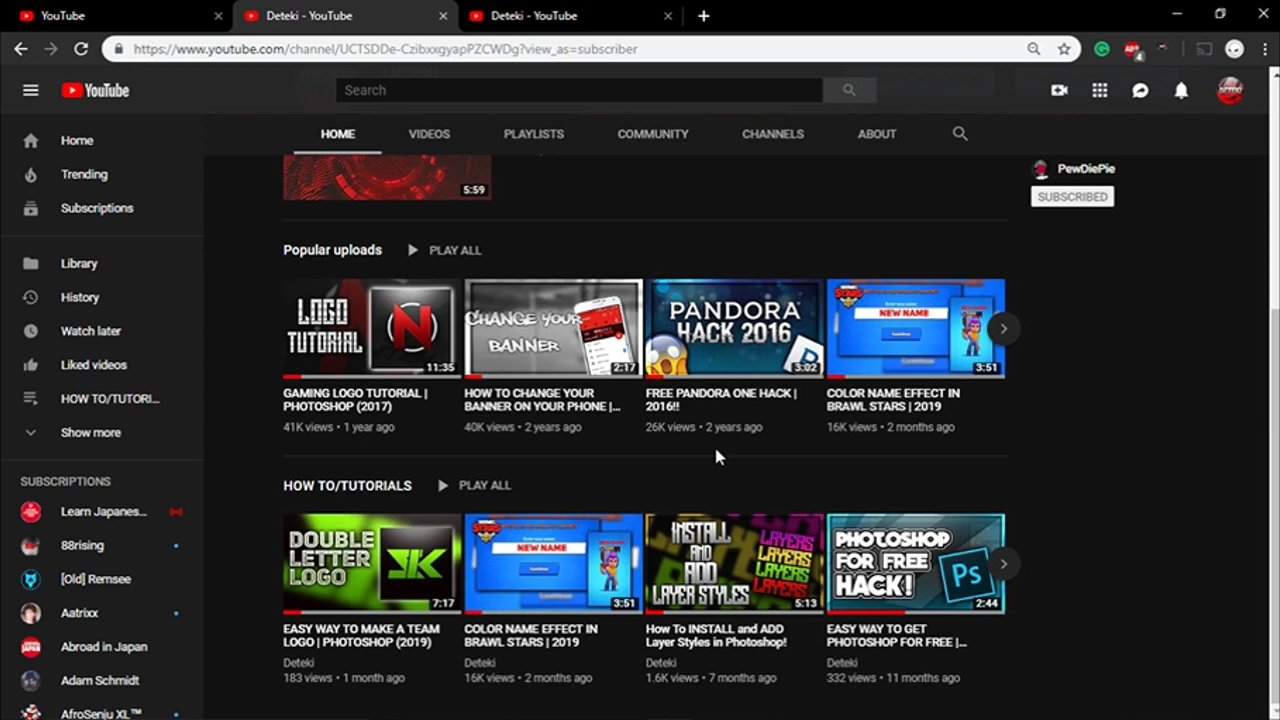 YouTube
Deteki - YouTube
Deteki - YouTube
https://www.youtube.com/channel/UCTSDDe-CzibxxgyapPZCWDg?view_as=subscriber
4
YouTube
Search
HOME
VIDEOS
PLAYLISTS
COMMUNITY
CHANNELS
ABOUT
Home
Trending
Subscriptions
Library
History
Watch later
Liked videos
HOW TO/TUTORI...
Show more
SUBSCRIPTIONS
Learn Japanes...
88rising
[Old] Remsee
Aatrixx
Abroad in Japan
Adam Schmidt
AfroSenju XL™
5:59
PewDiePie
SUBSCRIBED
Popular uploads
PLAY ALL
LOGO
TUTORIAL
N
11:35
CHANGE YOUR
BANNER
2:17
PANDORA
HACK 2016
3:02
NEW NAME
3:51
GAMING LOGO TUTORIAL |
PHOTOSHOP (2017)
41K views • 1 year ago
HOW TO CHANGE YOUR
BANNER ON YOUR PHONE |...
40K views • 2 years ago
FREE PANDORA ONE HACK |
2016!!
26K views • 2 years ago
COLOR NAME EFFECT IN
BRAWL STARS | 2019
16K views • 2 months ago
HOW TO/TUTORIALS
PLAY ALL
DOUBLE
LETTER
LOGO
7:17
NEW NAME
3:51
INSTALL
AND
ADD
LAYER STYLES
LAYERS
LAYERS
LAYERS
LAYERS
5:13
PHOTOSHOP
FOR FREE
HACK!
Ps
2:44
EASY WAY TO MAKE A TEAM
LOGO | PHOTOSHOP (2019)
Deteki
183 views • 1 month ago
COLOR NAME EFFECT IN
BRAWL STARS | 2019
Deteki
16K views • 2 months ago
How To INSTALL and ADD
Layer Styles in Photoshop!
Deteki
1.6K views • 7 months ago
EASY WAY TO GET
PHOTOSHOP FOR FREE |...
Deteki
332 views • 11 months ago